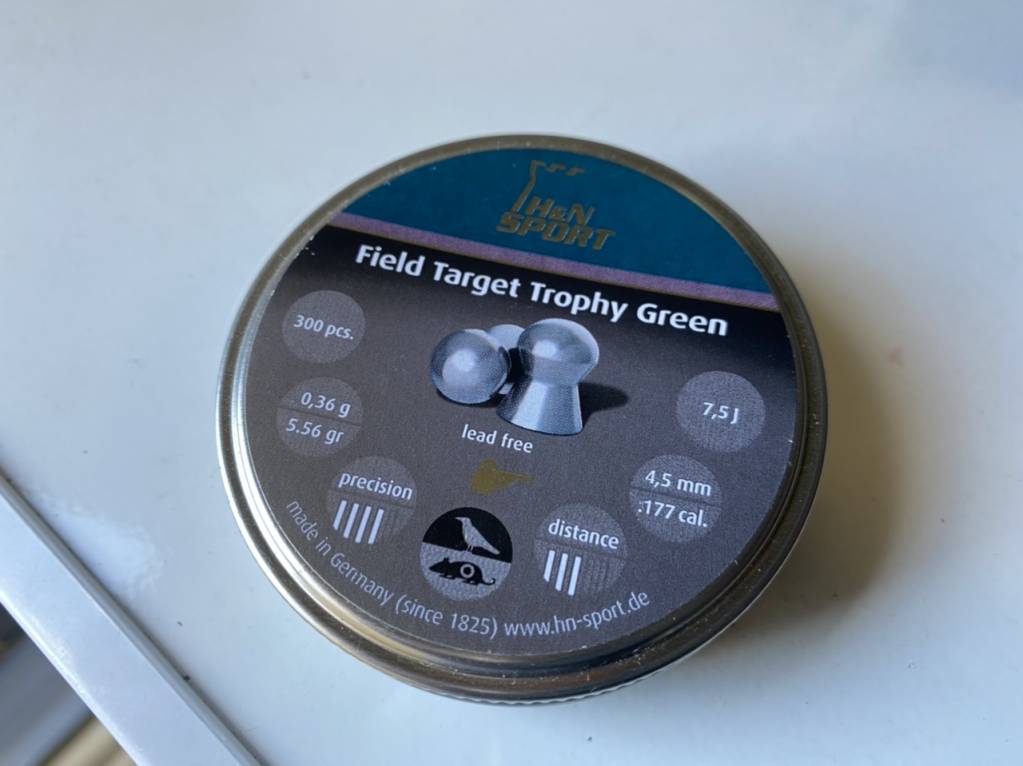 H&N
SPORT
Field Target Trophy Green
300 pcs.
0,36 g
5.56 gr
7,5 J
lead free
4,5 mm
.177 cal.
precision
distance
made in Germany (since 1825) www.hn-sport.de